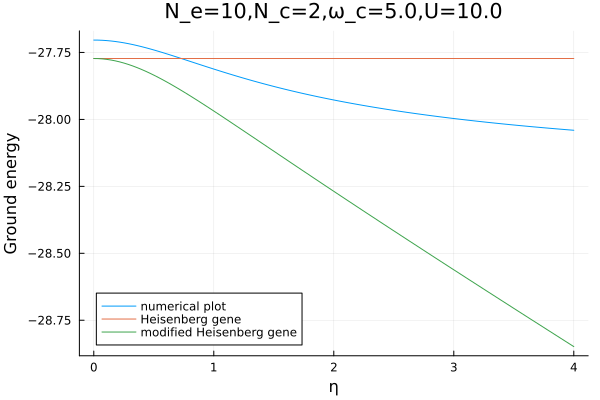 N_e=10,N_c=2,ω_c=5.0,U=10.0
Ground energy
−27.75
−28.00
−28.25
−28.50
−28.75
numerical plot
Heisenberg gene
modified Heisenberg gene
0 1 2 3 4
η